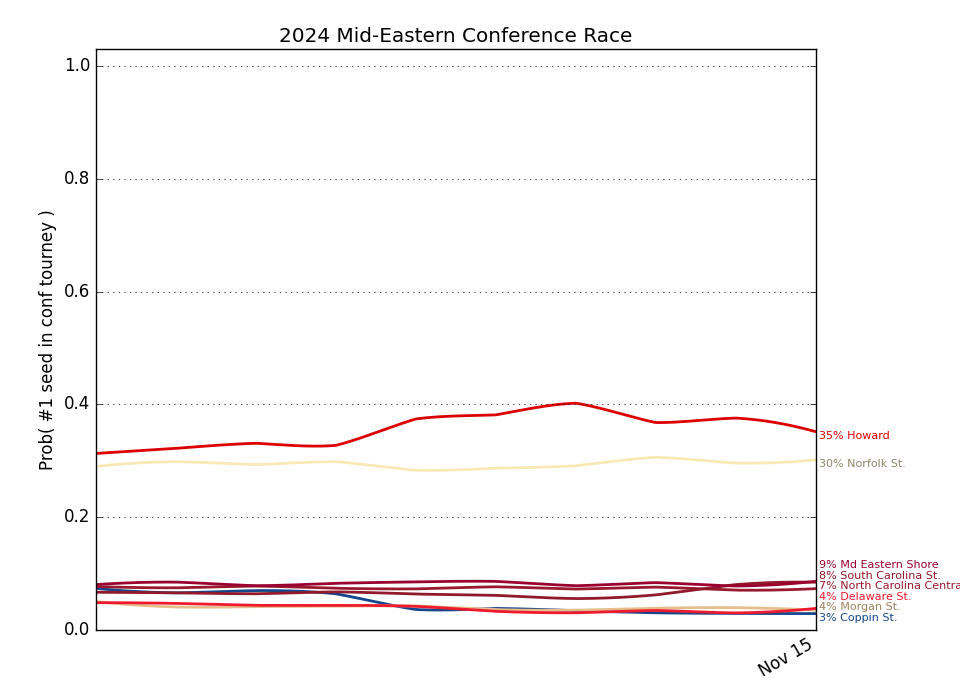 2024 Mid-Eastern Conference Race
Prob( #1 seed in conf tourney )
1.0
0.8
0.6
0.4
0.2
0.0
35% Howard
30% Norfolk St.
9% Md Eastern Shore
8% South Carolina St.
7% North Carolina Centra
4% Delaware St.
4% Morgan St.
3% Coppin St.
Nov 15